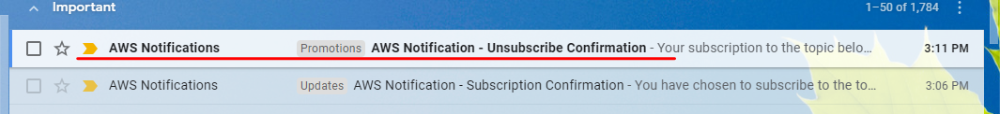 Important 1–50 of 1,784
AWS Notifications Promotions AWS Notification - Unsubscribe Confirmation - Your subscription to the topic belo… 3:11 PM
AWS Notifications Updates AWS Notification - Subscription Confirmation - You have chosen to subscribe to the to… 3:06 PM